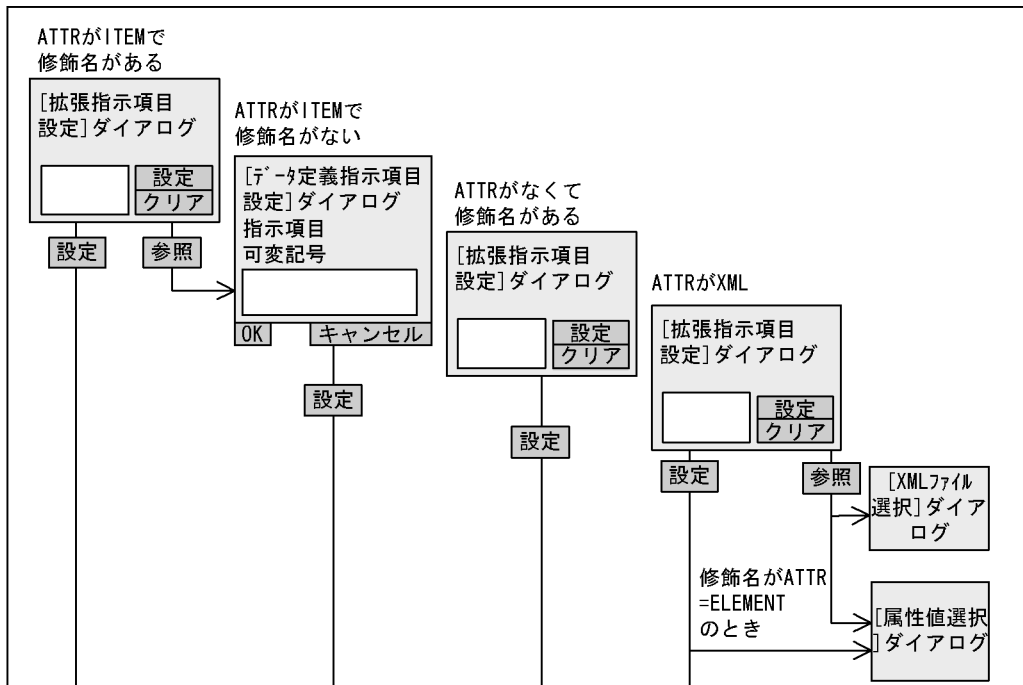 ATTRがITEMで
修飾名がある
[拡張指示項目
設定]ダイアログ
設定
クリア
設定
参照
ATTRがITEMで
修飾名がない
[ﾃﾞｰﾀ定義指示項目
設定]ダイアログ
指示項目
可変記号
OK
キャンセル
設定
ATTRがなくて
修飾名がある
[拡張指示項目
設定]ダイアログ
設定
クリア
設定
ATTRがXML
[拡張指示項目
設定]ダイアログ
設定
クリア
設定
参照
[XMLﾌｧｲﾙ
選択]ダイア
ログ
修飾名がATTR
=ELEMENT
のとき
[属性値選択
]ダイアログ